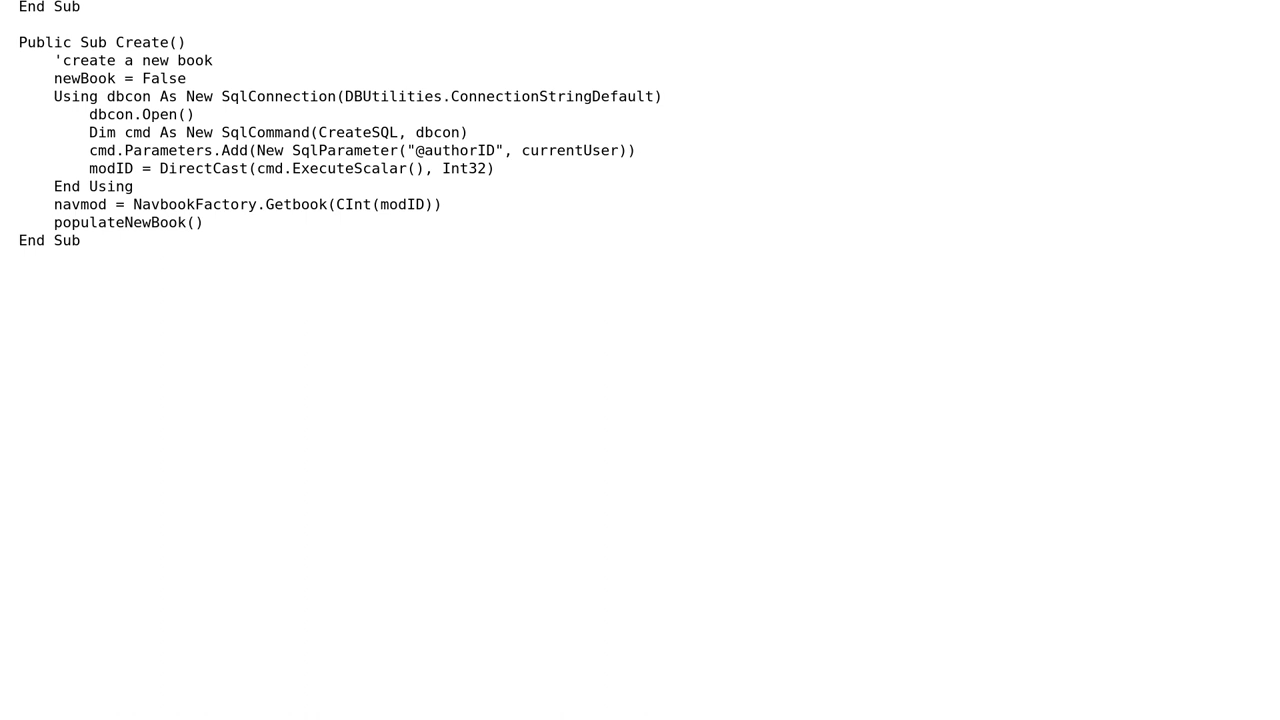 End Sub

Public Sub Create()
    'create a new book
    newBook = False
    Using dbcon As New SqlConnection(DBUtilities.ConnectionStringDefault)
        dbcon.Open()
        Dim cmd As New SqlCommand(CreateSQL, dbcon)
        cmd.Parameters.Add(New SqlParameter("@authorID", currentUser))
        modID = DirectCast(cmd.ExecuteScalar(), Int32)
    End Using
    navmod = NavbookFactory.Getbook(CInt(modID))
    populateNewBook()
End Sub